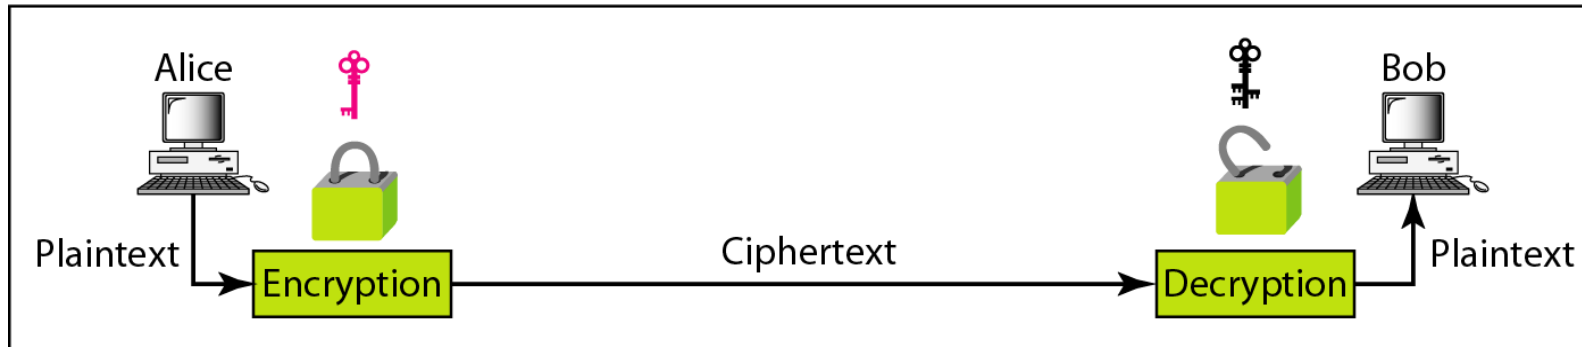 Alice
Bob
Plaintext
Encryption
Ciphertext
Decryption
Plaintext